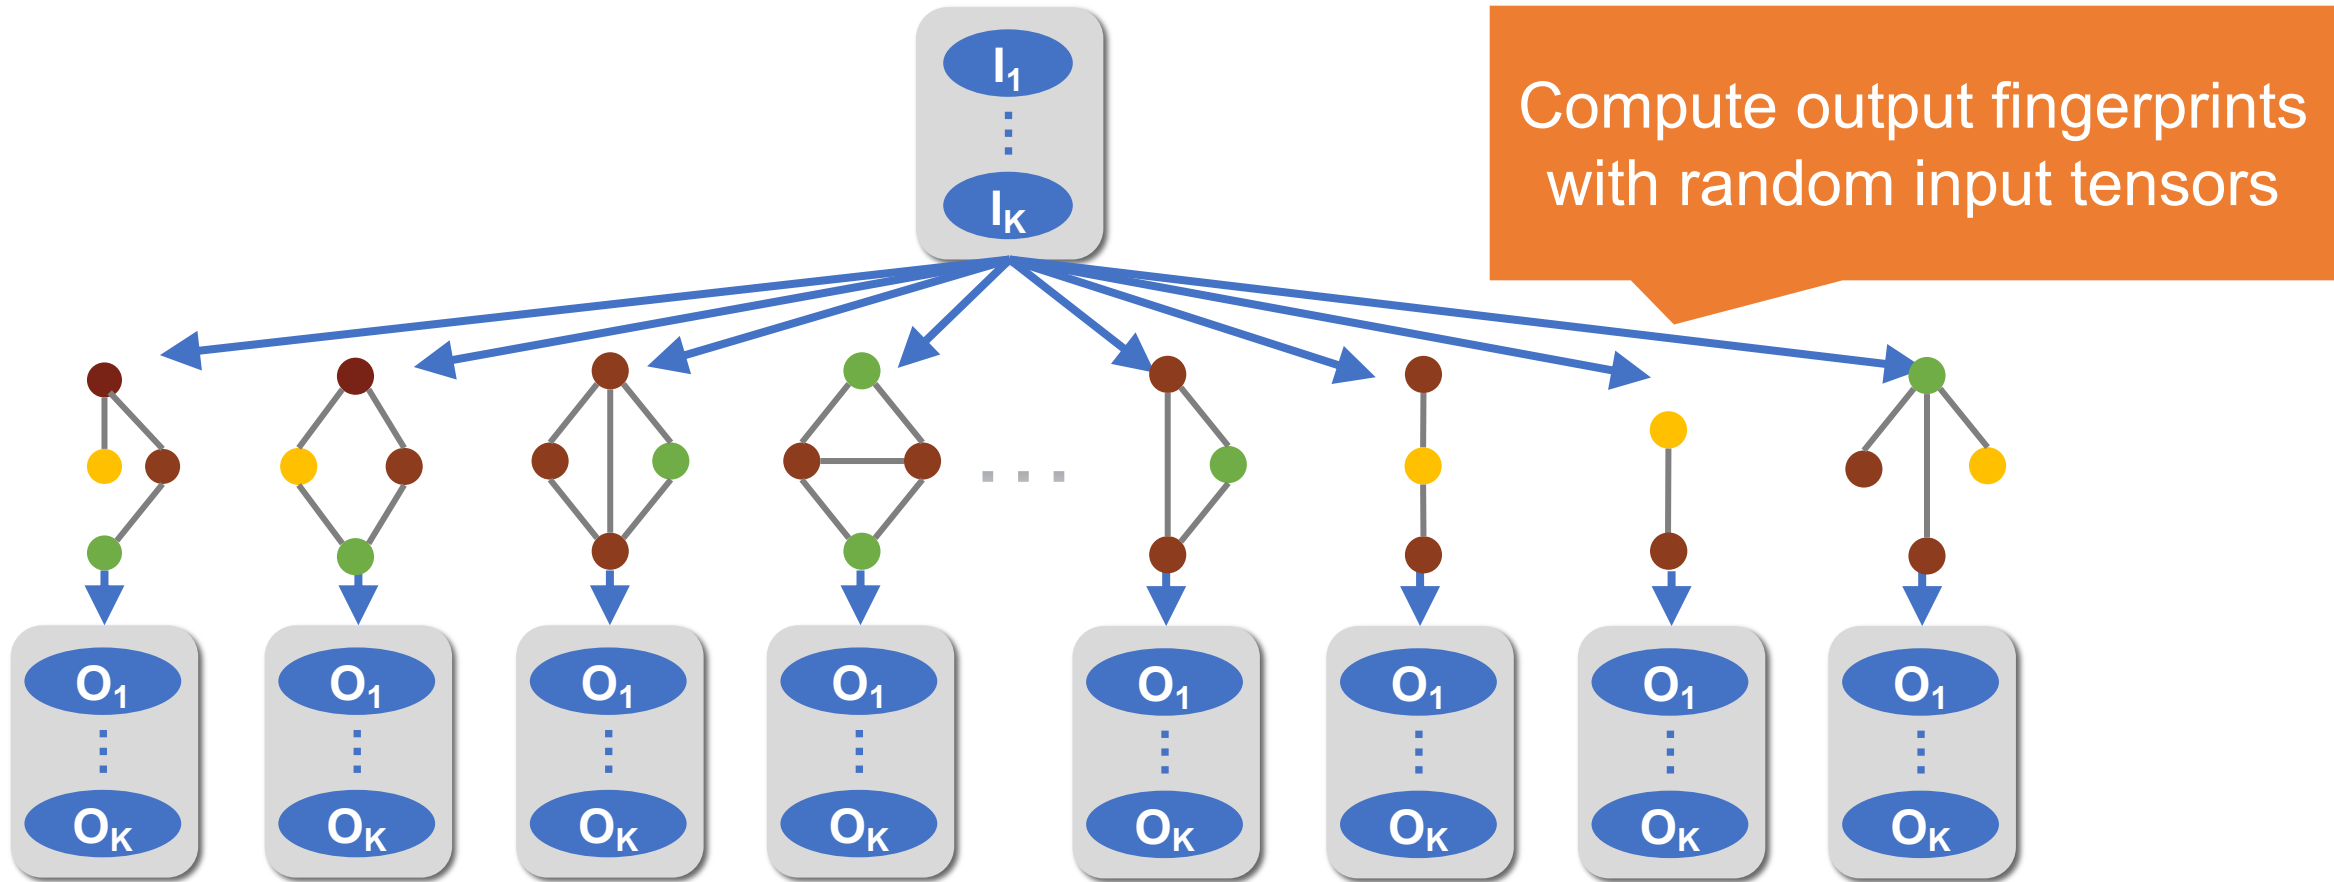 I1
IK
Compute output fingerprints
with random input tensors
. . .
O1 O1 O1 O1 O1 O1 O1 O1
OK OK OK OK OK OK OK OK